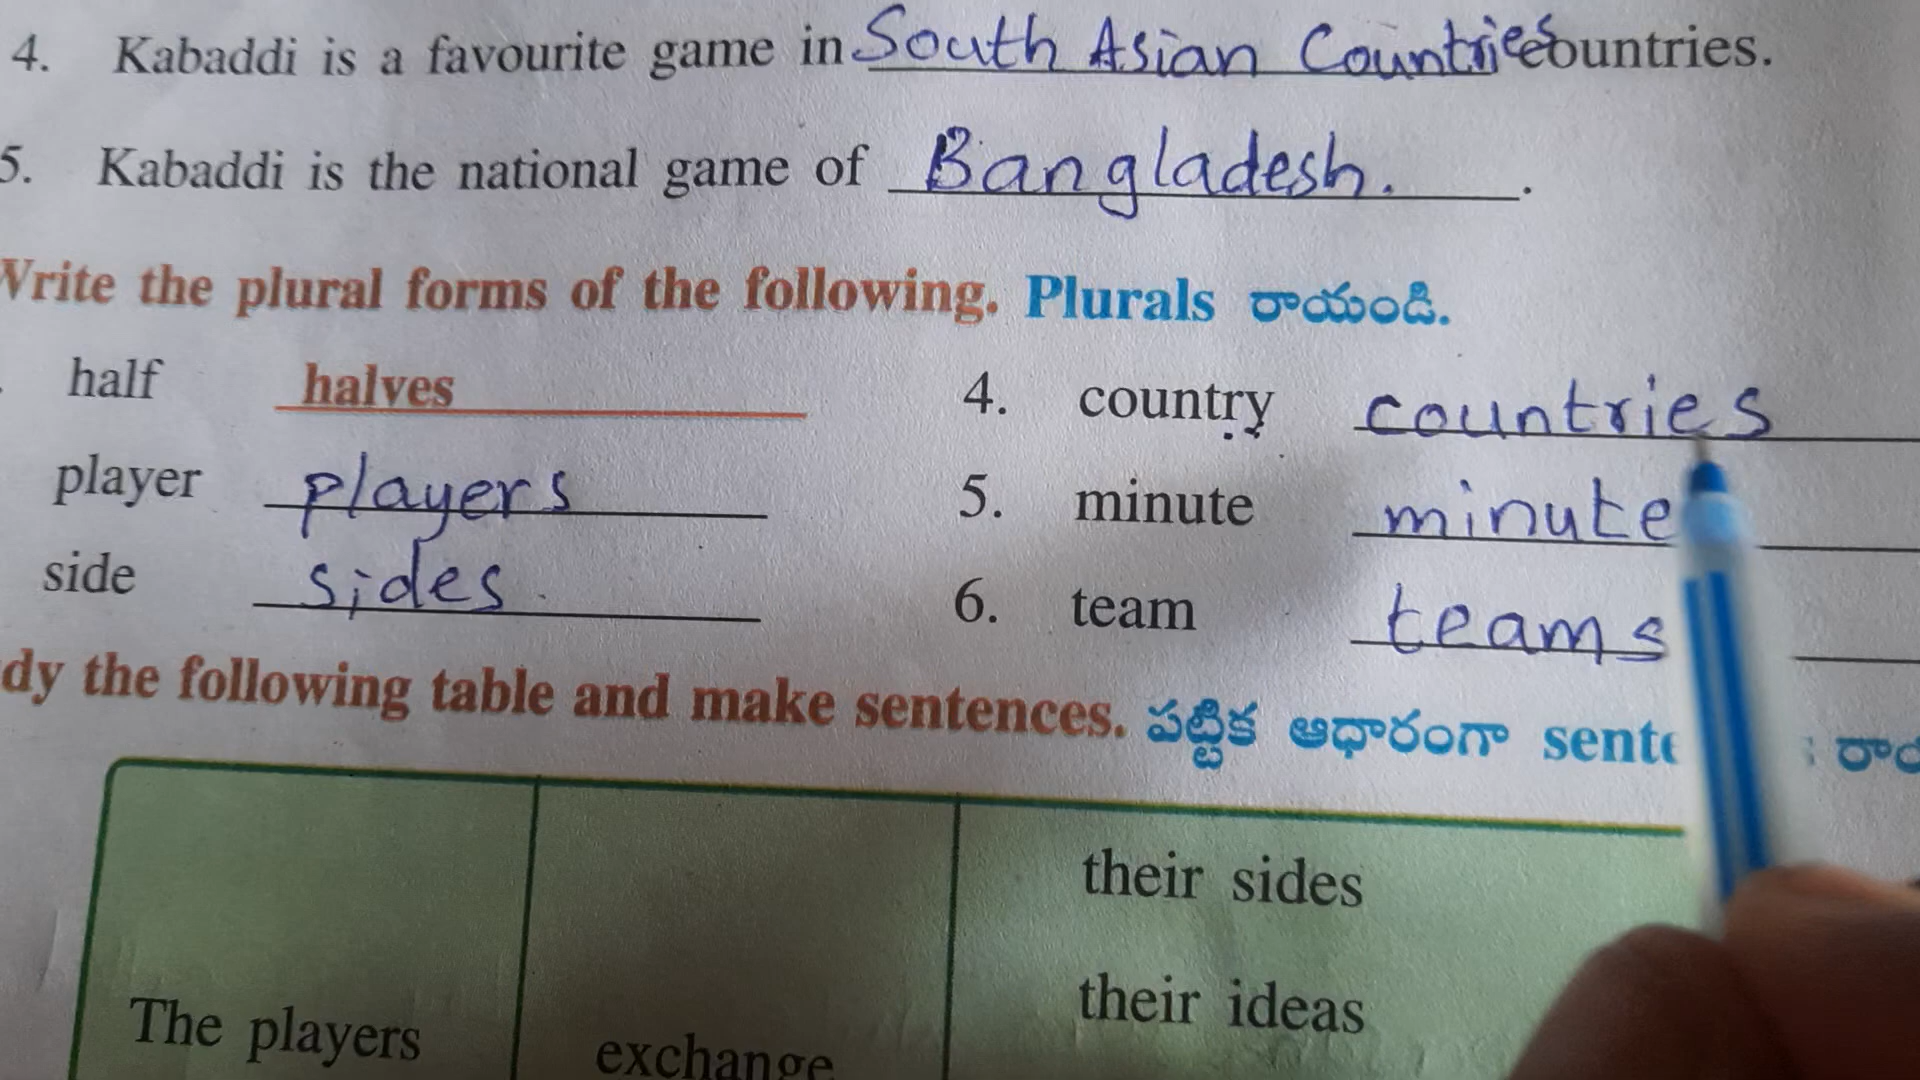 4. Kabaddi is a favourite game in South Asian Countries countries.
5. Kabaddi is the national game of Bangladesh. .
Write the plural forms of the following. Plurals రాయండి.
half halves 4. country countries
player players 5. minute minute
side sides. 6. team teams
dy the following table and make sentences. పట్టిక ఆధారంగా sente
their sides
their ideas
The players
exchange